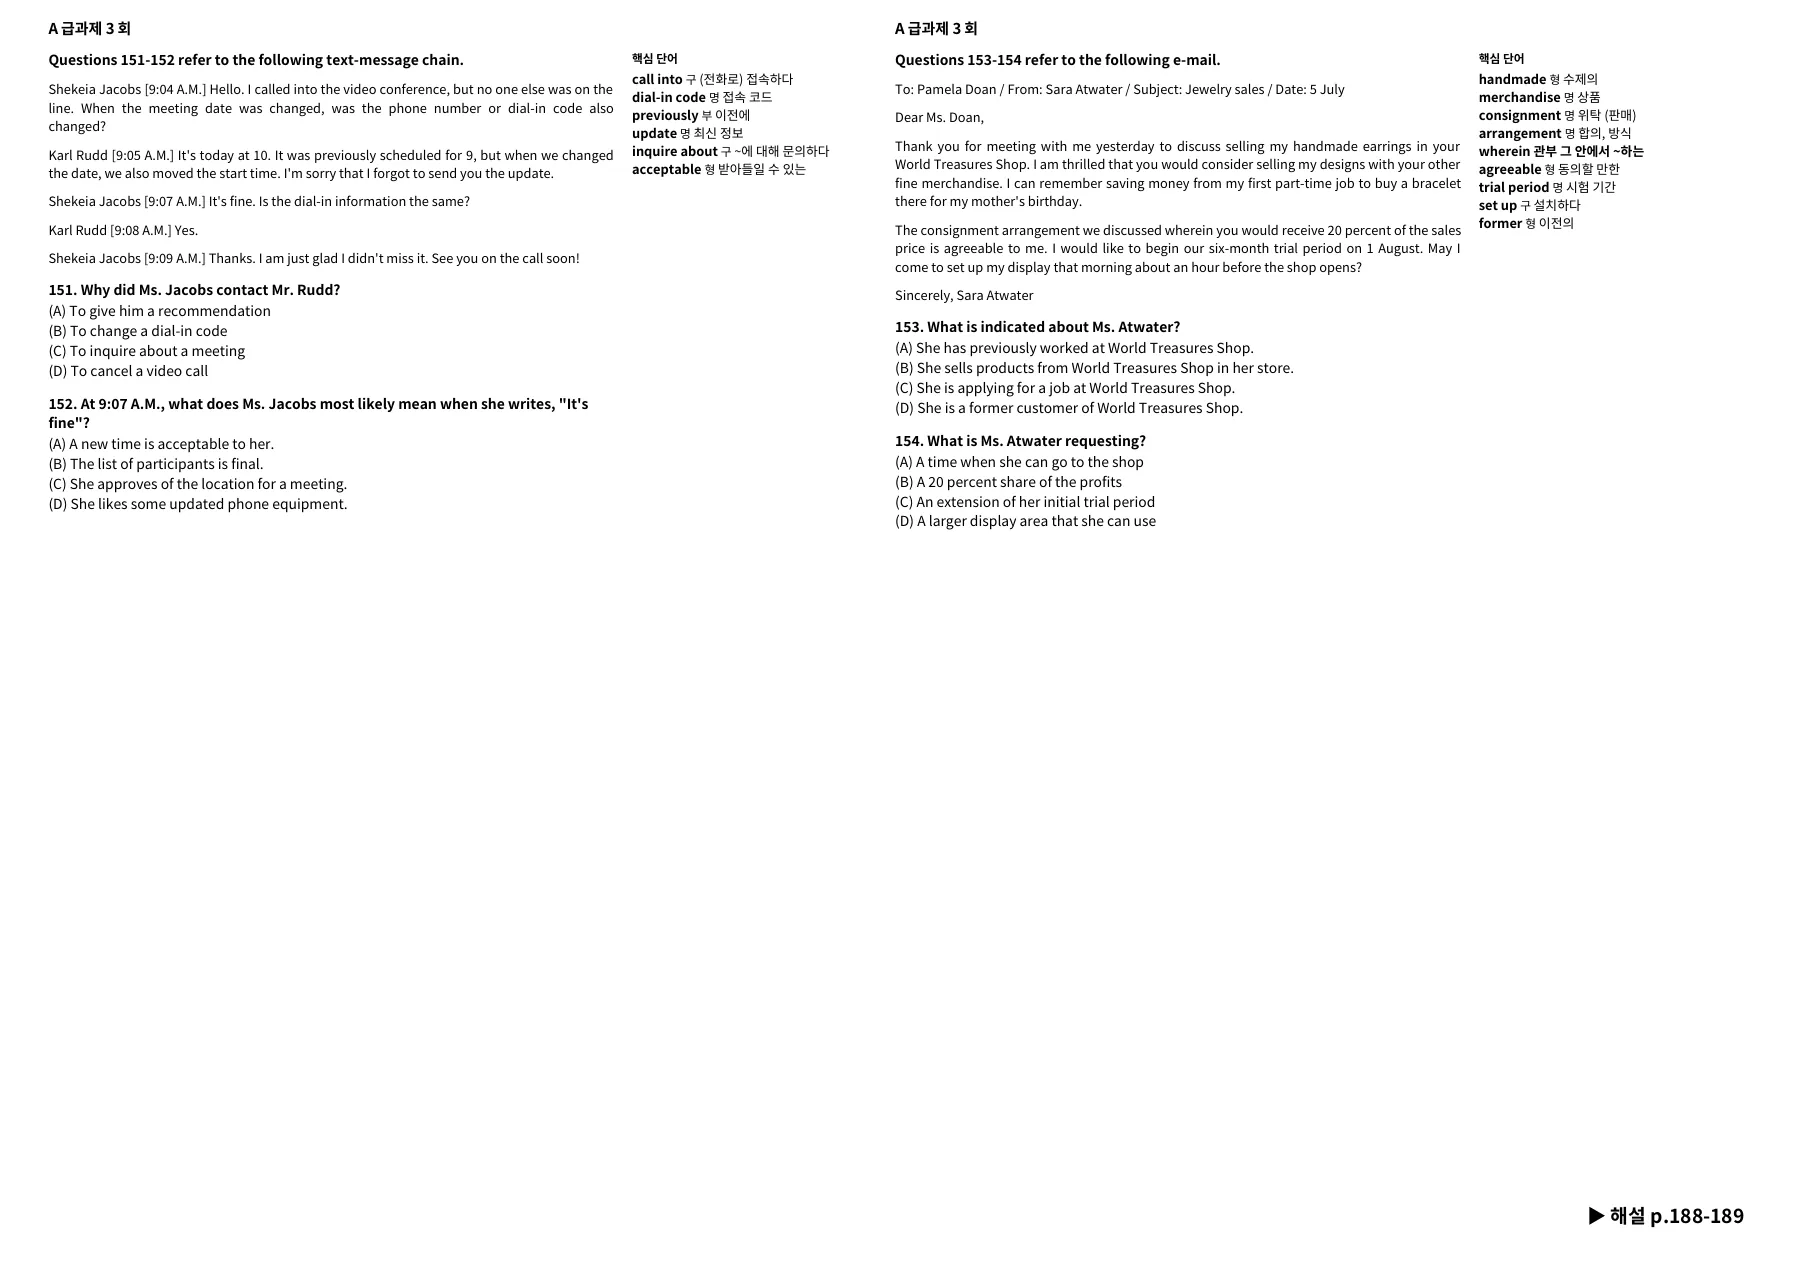 A 급과제 3 회
Questions 151-152 refer to the following text-message chain.
Shekeia Jacobs [9:04 A.M.] Hello. I called into the video conference, but no one else was on the
line. When the meeting date was changed, was the phone number or dial-in code also
changed?
Karl Rudd [9:05 A.M.] It's today at 10. It was previously scheduled for 9, but when we changed
the date, we also moved the start time. I'm sorry that I forgot to send you the update.
Shekeia Jacobs [9:07 A.M.] It's fine. Is the dial-in information the same?
Karl Rudd [9:08 A.M.] Yes.
Shekeia Jacobs [9:09 A.M.] Thanks. I am just glad I didn't miss it. See you on the call soon!
151. Why did Ms. Jacobs contact Mr. Rudd?
(A) To give him a recommendation
(B) To change a dial-in code
(C) To inquire about a meeting
(D) To cancel a video call
152. At 9:07 A.M., what does Ms. Jacobs most likely mean when she writes, "It's
fine"?
(A) A new time is acceptable to her.
(B) The list of participants is final.
(C) She approves of the location for a meeting.
(D) She likes some updated phone equipment.
핵심 단어
call into 구 (전화로) 접속하다
dial-in code 명 접속 코드
previously 부 이전에
update 명 최신 정보
inquire about 구 ~에 대해 문의하다
acceptable 형 받아들일 수 있는
A 급과제 3 회
Questions 153-154 refer to the following e-mail.
To: Pamela Doan / From: Sara Atwater / Subject: Jewelry sales / Date: 5 July
Dear Ms. Doan,
Thank you for meeting with me yesterday to discuss selling my handmade earrings in your
World Treasures Shop. I am thrilled that you would consider selling my designs with your other
fine merchandise. I can remember saving money from my first part-time job to buy a bracelet
there for my mother's birthday.
The consignment arrangement we discussed wherein you would receive 20 percent of the sales
price is agreeable to me. I would like to begin our six-month trial period on 1 August. May I
come to set up my display that morning about an hour before the shop opens?
Sincerely, Sara Atwater
153. What is indicated about Ms. Atwater?
(A) She has previously worked at World Treasures Shop.
(B) She sells products from World Treasures Shop in her store.
(C) She is applying for a job at World Treasures Shop.
(D) She is a former customer of World Treasures Shop.
154. What is Ms. Atwater requesting?
(A) A time when she can go to the shop
(B) A 20 percent share of the profits
(C) An extension of her initial trial period
(D) A larger display area that she can use
핵심 단어
handmade 형 수제의
merchandise 명 상품
consignment 명 위탁 (판매)
arrangement 명 합의, 방식
wherein 관부 그 안에서 ~하는
agreeable 형 동의할 만한
trial period 명 시험 기간
set up 구 설치하다
former 형 이전의
▶ 해설 p.188-189